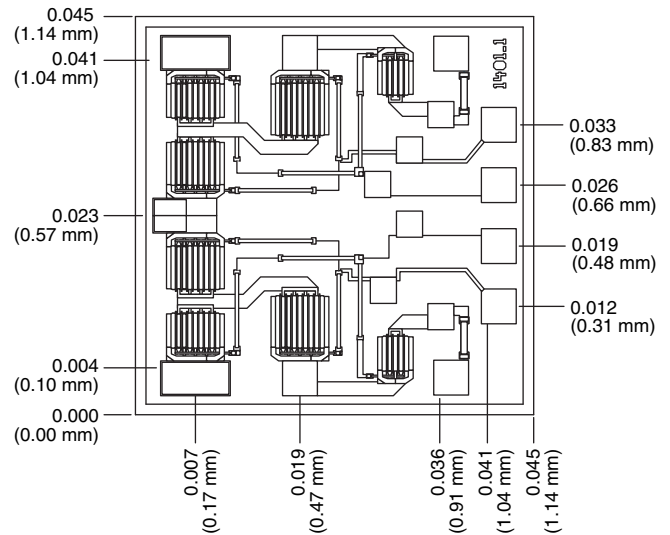 0.045
(1.14 mm)
0.041
(1.04 mm)
0.023
(0.57 mm)
0.004
(0.10 mm)
0.000
(0.00 mm)
1401-1
0.033
(0.83 mm)
0.026
(0.66 mm)
0.019
(0.48 mm)
0.012
(0.31 mm)
0.007
(0.17 mm)
0.019
(0.47 mm)
0.036
(0.91 mm)
0.041
(1.04 mm)
0.045
(1.14 mm)